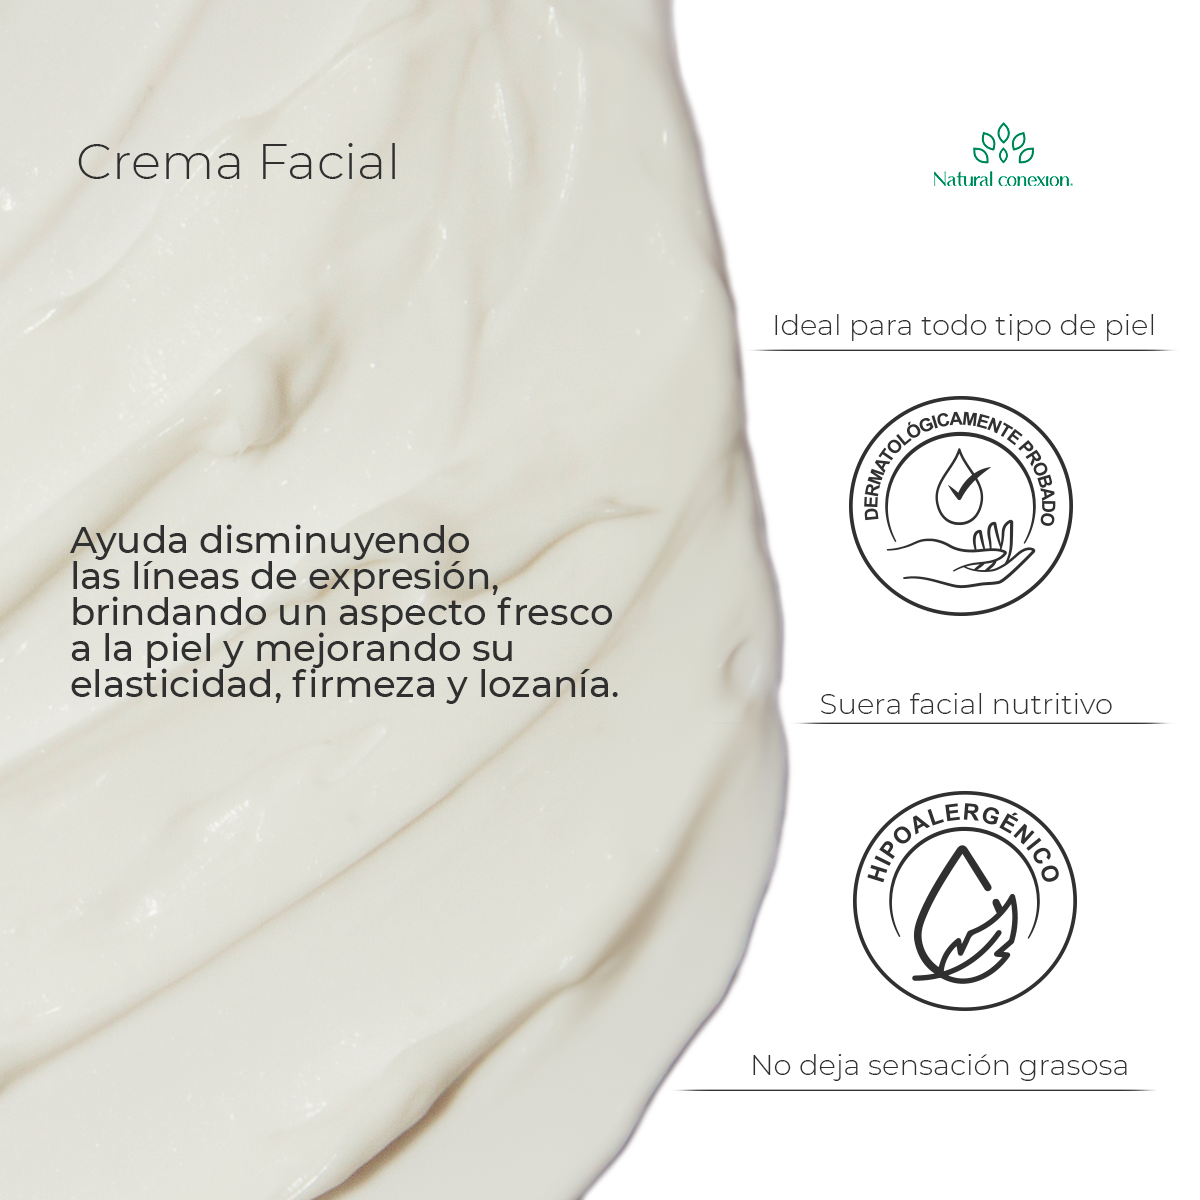 Crema Facial
Natural conexion.
Ideal para todo tipo de piel
DERMATOLÓGICAMENTE PROBADO
Ayuda disminuyendo
las líneas de expresión,
brindando un aspecto fresco
a la piel y mejorando su
elasticidad, firmeza y lozanía.
Suera facial nutritivo
HIPOALERGÉNICO
No deja sensación grasosa